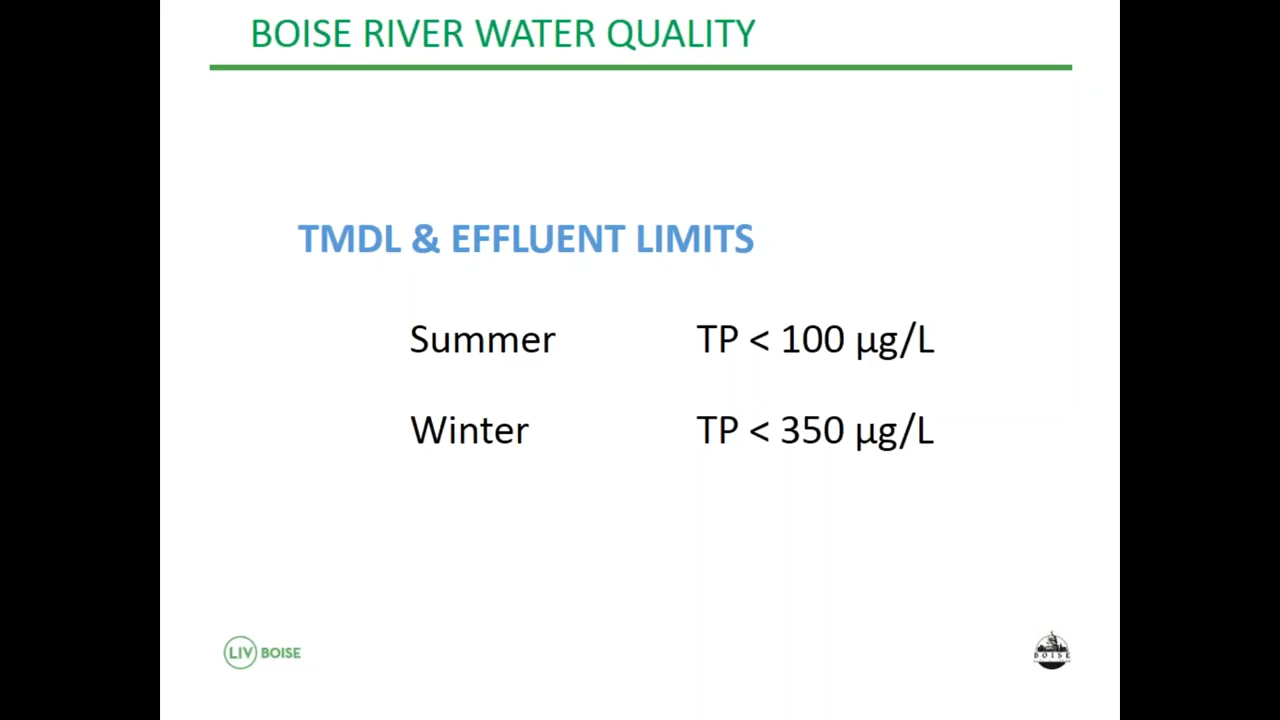 BOISE RIVER WATER QUALITY
TMDL & EFFLUENT LIMITS
Summer TP < 100 µg/L
Winter TP < 350 µg/L
LIV BOISE
BOISE